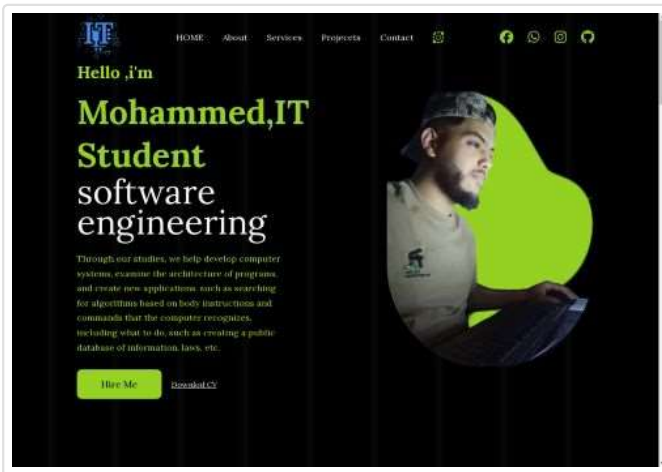 IT
HOME About Services Projecets Contact
Hello ,i'm
Mohammed,IT
Student
software
engineering
Through our studies, we help develop computer
systems, examine the architecture of programs,
and create new applications, such as searching
for algorithms based on body instructions and
commands that the computer recognizes,
including what to do, such as creating a public
database of information, laws, etc.
Hire Me Downlod CV